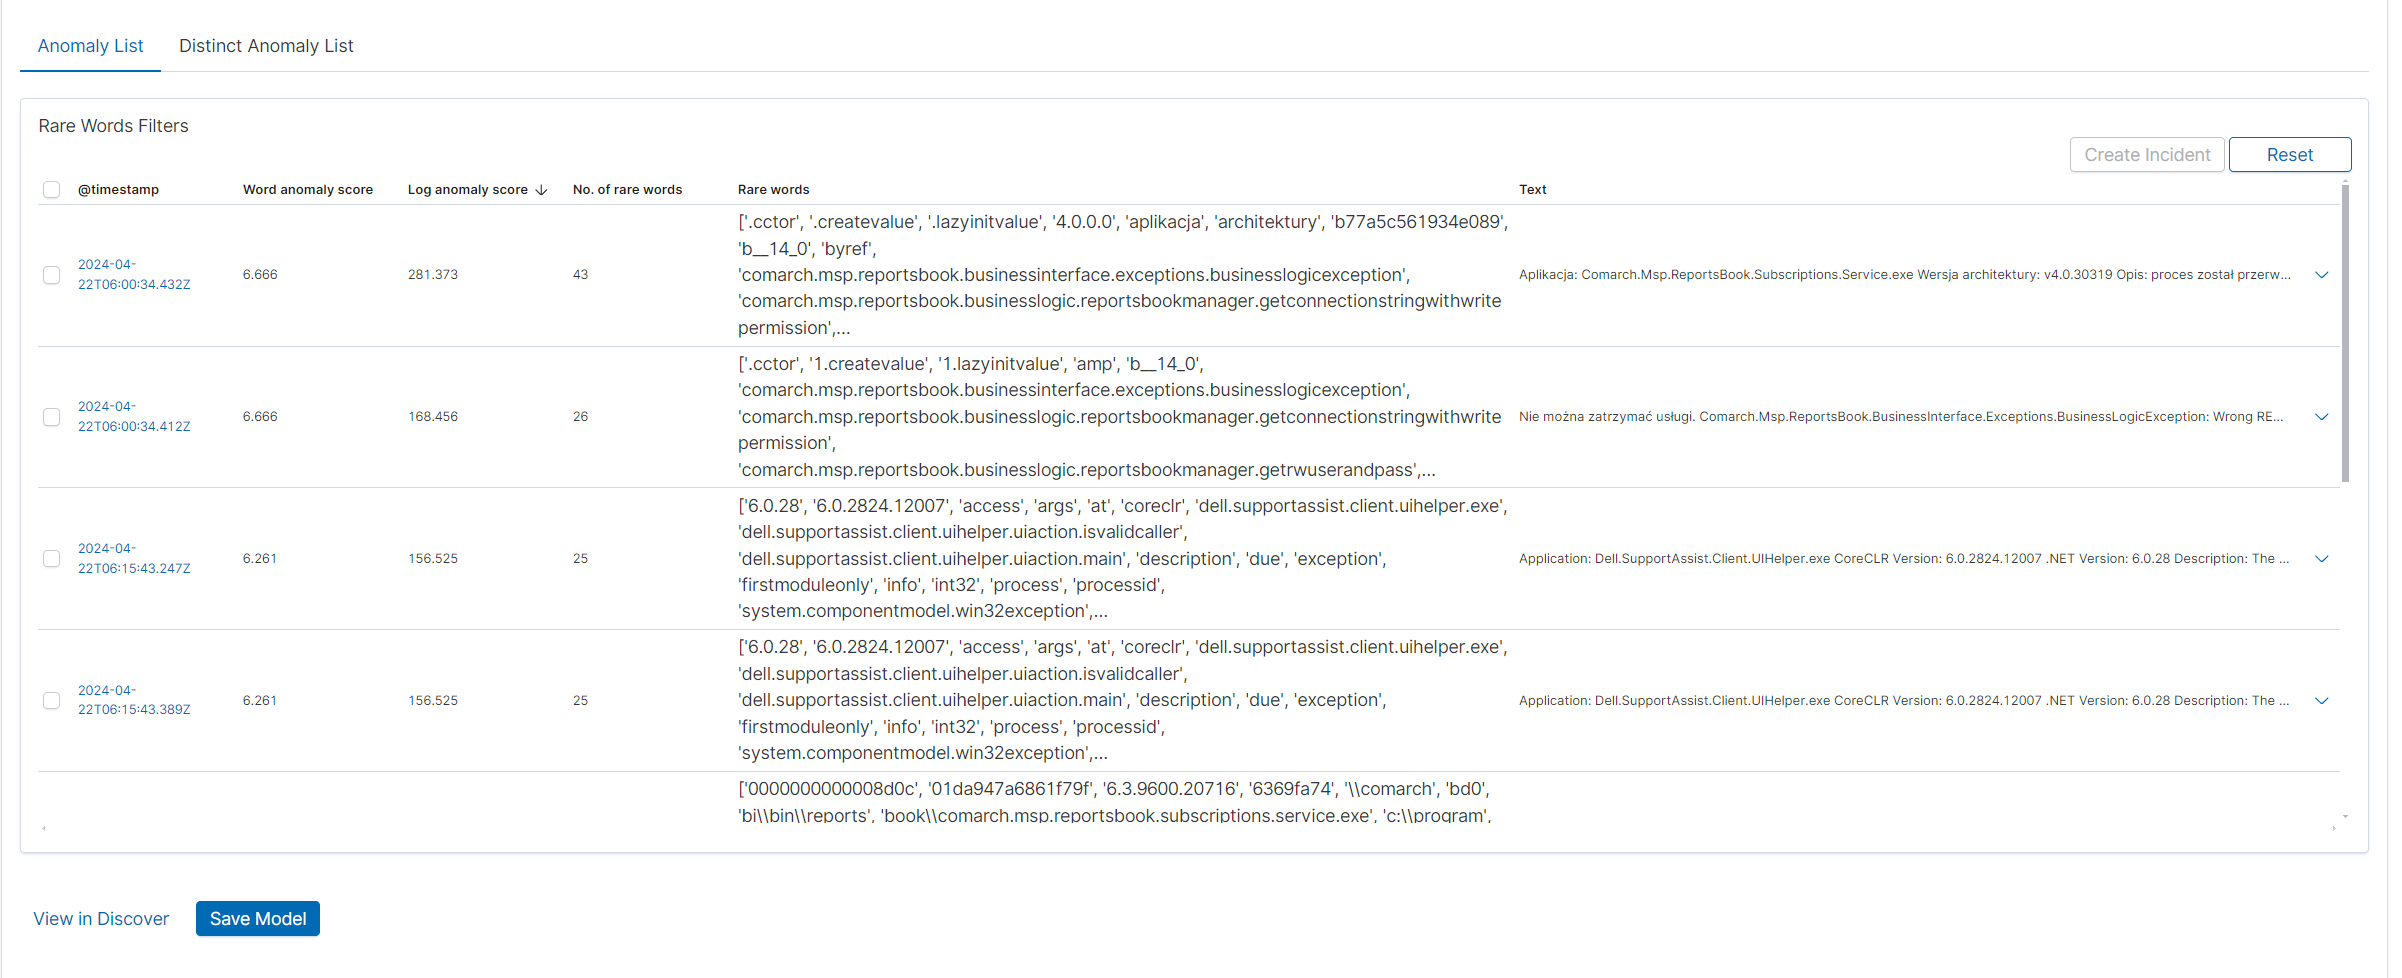 Anomaly List
Distinct Anomaly List
Rare Words Filters
Create Incident
Reset
@timestamp
Word anomaly score
Log anomaly score
No. of rare words
Rare words
Text
2024-04-
22T06:00:34.432Z
6.666
281.373
43
['.cctor', '.createvalue', '.lazyinitvalue', '4.0.0.0', 'aplikacja', 'architektury', 'b77a5c561934e089',
'b__14_0', 'byref',
'comarch.msp.reportsbook.businessinterface.exceptions.businesslogicexception',
'comarch.msp.reportsbook.businesslogic.reportsbookmanager.getconnectionstringwithwrite
permission',...
Aplikacja: Comarch.Msp.ReportsBook.Subscriptions.Service.exe Wersja architektury: v4.0.30319 Opis: proces został przerw...
2024-04-
22T06:00:34.412Z
6.666
168.456
26
['.cctor', '1.createvalue', '1.lazyinitvalue', 'amp', 'b__14_0',
'comarch.msp.reportsbook.businessinterface.exceptions.businesslogicexception',
'comarch.msp.reportsbook.businesslogic.reportsbookmanager.getconnectionstringwithwrite
permission',
'comarch.msp.reportsbook.businesslogic.reportsbookmanager.getrwuserandpass',...
Nie można zatrzymać usługi. Comarch.Msp.ReportsBook.BusinessInterface.Exceptions.BusinessLogicException: Wrong RE...
2024-04-
22T06:15:43.247Z
6.261
156.525
25
['6.0.28', '6.0.2824.12007', 'access', 'args', 'at', 'coreclr', 'dell.supportassist.client.uihelper.exe',
'dell.supportassist.client.uihelper.uiaction.isvalidcaller',
'dell.supportassist.client.uihelper.uiaction.main', 'description', 'due', 'exception',
'firstmoduleonly', 'info', 'int32', 'process', 'processid',
'system.componentmodel.win32exception',...
Application: Dell.SupportAssist.Client.UIHelper.exe CoreCLR Version: 6.0.2824.12007 .NET Version: 6.0.28 Description: The ...
2024-04-
22T06:15:43.389Z
6.261
156.525
25
['6.0.28', '6.0.2824.12007', 'access', 'args', 'at', 'coreclr', 'dell.supportassist.client.uihelper.exe',
'dell.supportassist.client.uihelper.uiaction.isvalidcaller',
'dell.supportassist.client.uihelper.uiaction.main', 'description', 'due', 'exception',
'firstmoduleonly', 'info', 'int32', 'process', 'processid',
'system.componentmodel.win32exception',...
Application: Dell.SupportAssist.Client.UIHelper.exe CoreCLR Version: 6.0.2824.12007 .NET Version: 6.0.28 Description: The ...
['0000000000008d0c', '01da947a6861f79f', '6.3.9600.20716', '6369fa74', '\\comarch', 'bd0',
'bi\\bin\\reports', 'book\\comarch.msp.reportsbook.subscriptions.service.exe', 'c:\\program',
View in Discover
Save Model